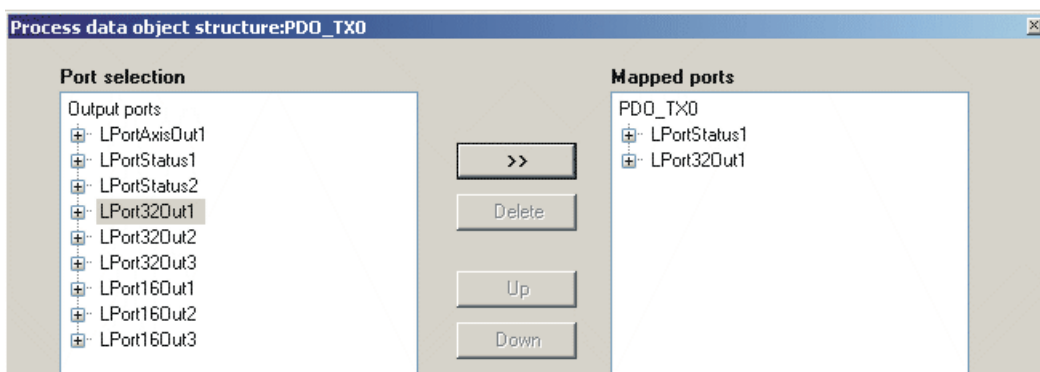 Process data object structure:PDO_TX0
Port selection
Output ports
LPortAxisOut1
LPortStatus1
LPortStatus2
LPort32Out1
LPort32Out2
LPort32Out3
LPort16Out1
LPort16Out2
LPort16Out3
>>
Delete
Up
Down
Mapped ports
PDO_TX0
LPortStatus1
LPort32Out1